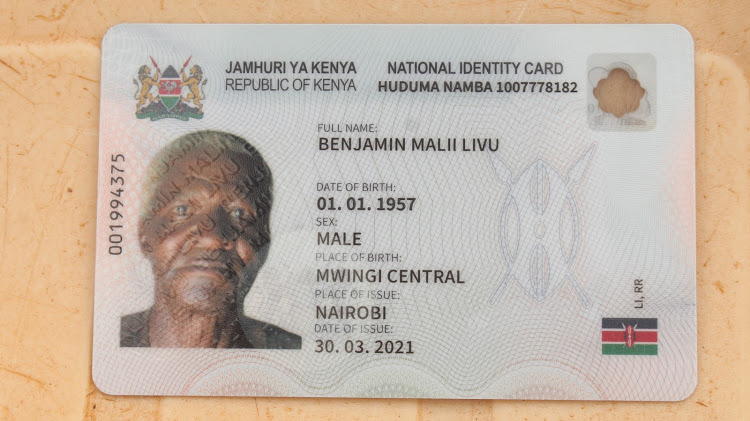 JAMHURI YA KENYA
REPUBLIC OF KENYA
NATIONAL IDENTITY CARD
HUDUMA NAMBA 1007778182
FULL NAME:
BENJAMIN MALII LIVU
DATE OF BIRTH:
01. 01. 1957
SEX:
MALE
PLACE OF BIRTH:
MWINGI CENTRAL
PLACE OF ISSUE:
NAIROBI
DATE OF ISSUE:
30. 03. 2021
001994375
LI, RR